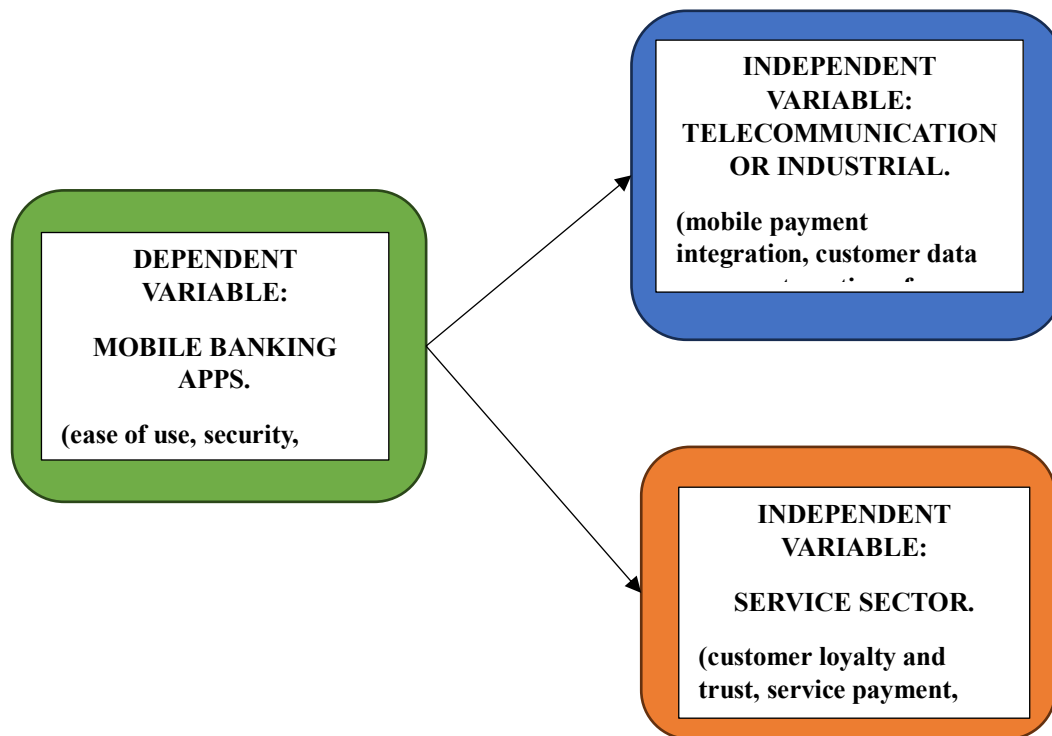 DEPENDENT
VARIABLE:
MOBILE BANKING
APPS.
(ease of use, security,
INDEPENDENT
VARIABLE:
TELECOMMUNICATION
OR INDUSTRIAL.
(mobile payment
integration, customer data
INDEPENDENT
VARIABLE:
SERVICE SECTOR.
(customer loyalty and
trust, service payment,